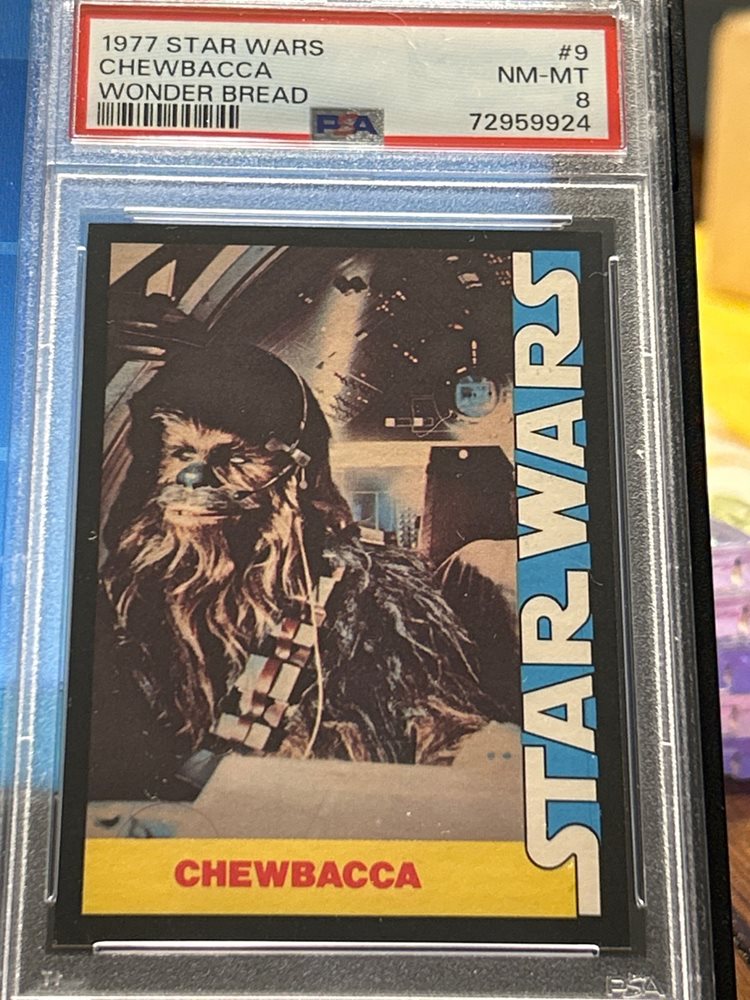 1977 STAR WARS #9
CHEWBACCA NM-MT
WONDER BREAD 8
PSA 72959924
STAR WARS
CHEWBACCA
PSA